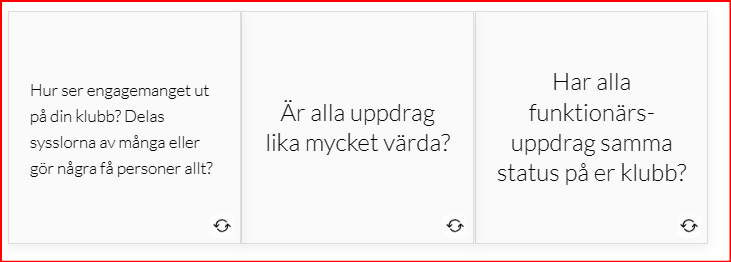 Hur ser engagemanget ut
på din klubb? Delas
sysslorna av många eller
gör några få personer allt?
Är alla uppdrag
lika mycket värda?
Har alla
funktionärs-
uppdrag samma
status på er klubb?